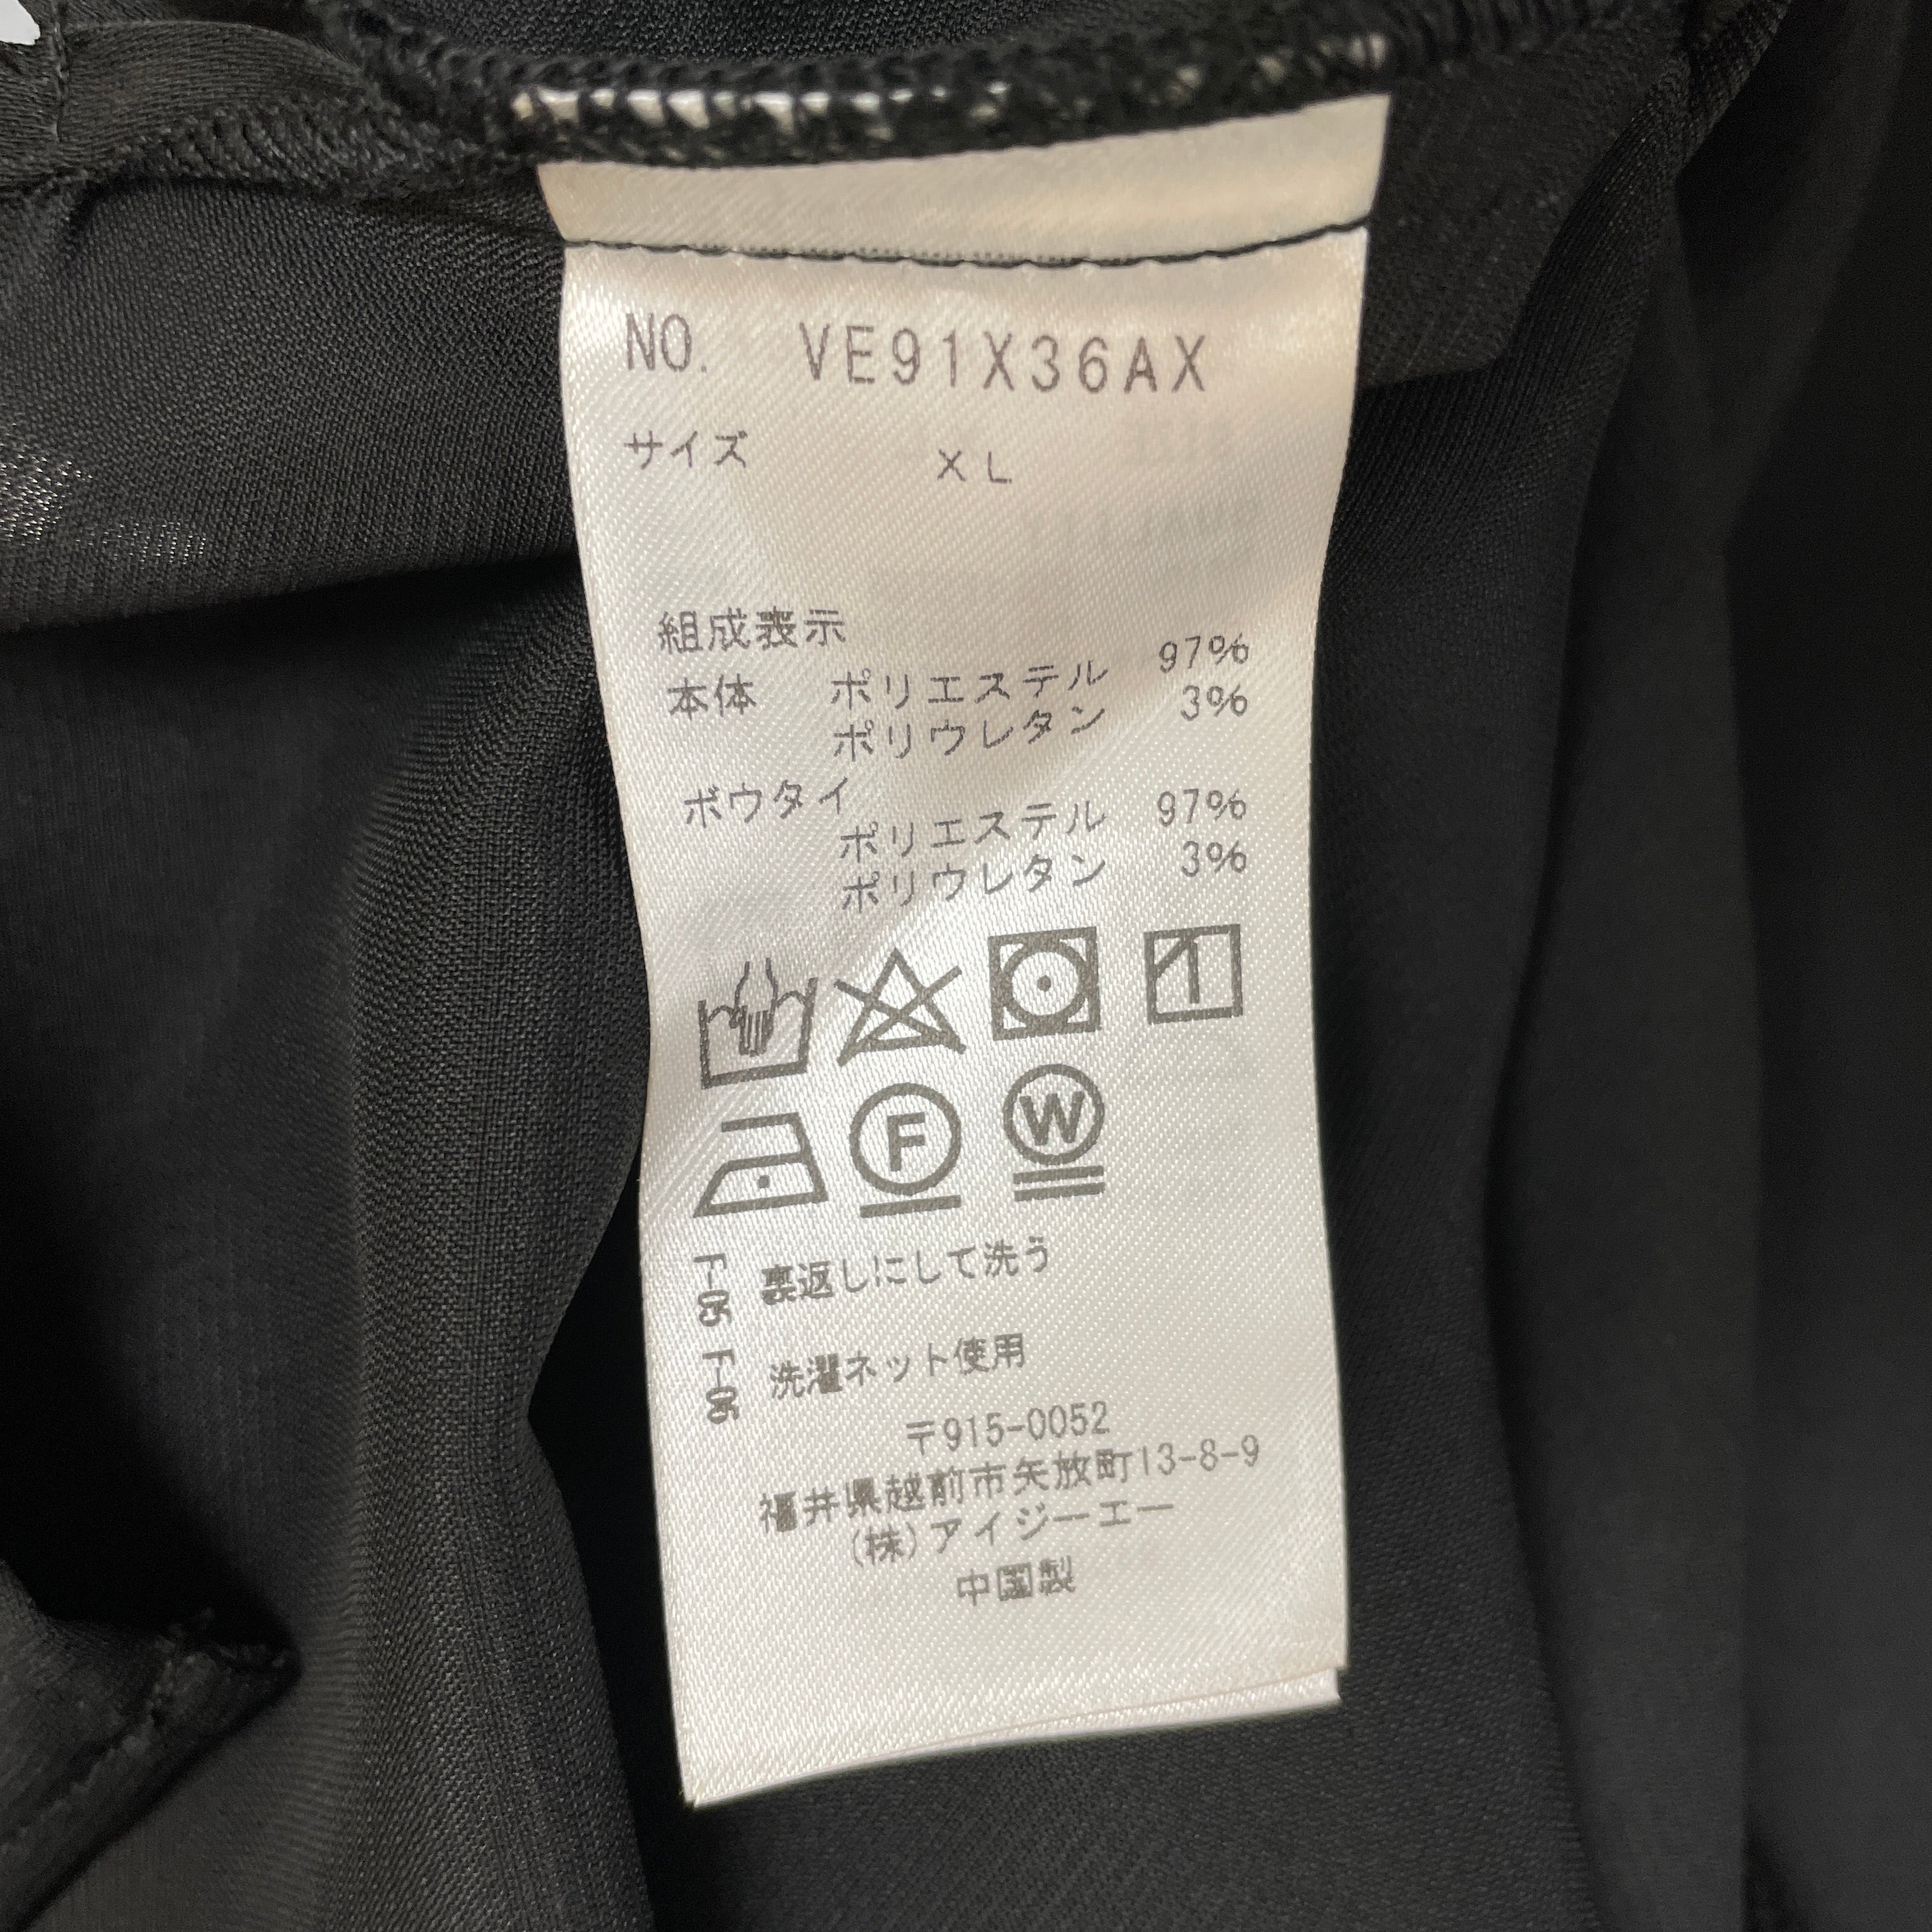 NO. VE91X36AX
サイズ XL
組成表示
本体 ポリエステル 97%
ポリウレタン 3%
ボウタイ
ポリエステル 97%
ポリウレタン 3%
F
W
F-05 裏返しにして洗う
F-06 洗濯ネット使用
〒915-0052
福井県越前市矢放町13-8-9
(株)アイジーエー
中国製